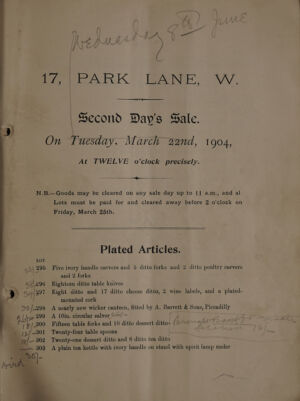 Wednesday 8th June
17, PARK LANE, W.
Second Day's Sale.
On Tuesday, March 22nd, 1904,
At TWELVE o'clock precisely.
N.B.—Goods may be cleared on any sale day up to 11 a.m., and al
Lots must be paid for and cleared away before 2 o'clock on
Friday, March 25th.
Plated Articles.
LOT
295 Five ivory handle carvers and 5 ditto forks and 2 ditto poultry carvers
and 2 forks
296 Eighteen ditto table knives
297 Eight ditto and 17 ditto cheese ditto, 2 wine labels, and a plated-
mounted cork
298 A nearly new wicker canteen, fitted by A. Barrett & Sons, Piccadilly
299 A 10in. circular salver
300 Fifteen table forks and 19 ditto dessert ditto
301 Twenty-four table spoons
302 Twenty-one dessert ditto and 8 ditto tea ditto
303 A plain tea kettle with ivory handle on stand with spirit lamp under